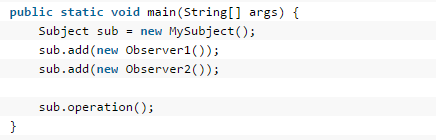 public static void main(String[] args) {
    Subject sub = new MySubject();
    sub.add(new Observer1());
    sub.add(new Observer2());

    sub.operation();
}